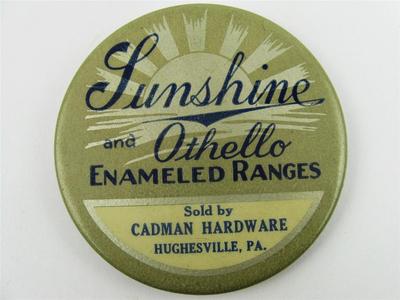 Sunshine
and Othello
ENAMELED RANGES
Sold by
CADMAN HARDWARE
HUGHESVILLE, PA.